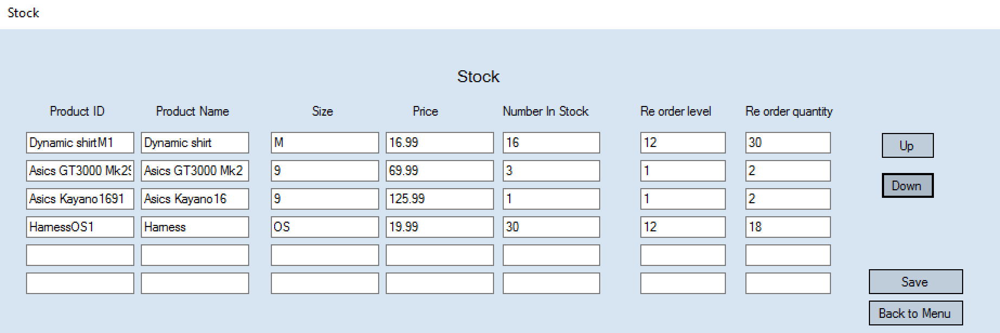 Stock
Stock
Product ID Product Name Size Price Number In Stock Re order level Re order quantity
Dynamic shirtM1 Dynamic shirt M 16.99 16 12 30 Up
Asics GT3000 Mk2 Asics GT3000 Mk2 9 69.99 3 1 2
Down
Asics Kayano1691 Asics Kayano16 9 125.99 1 1 2
HarnessOS1 Harness OS 19.99 30 12 18
Save
Back to Menu